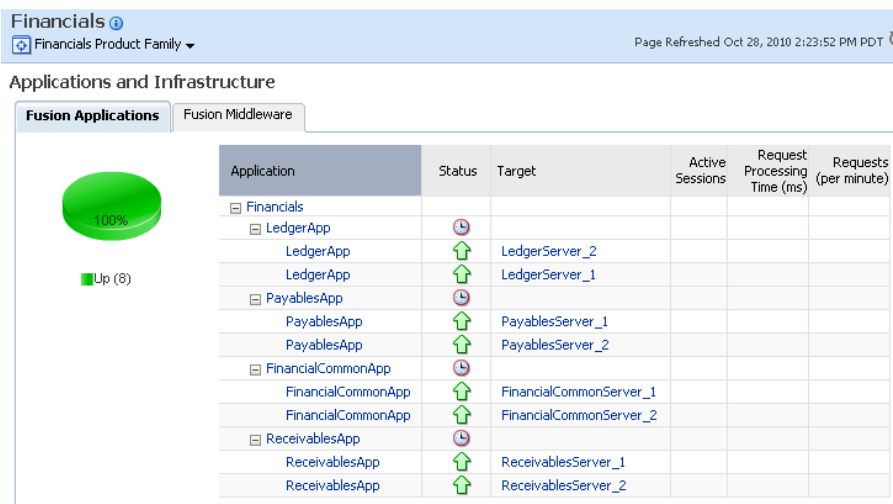 Financials
Financials Product Family
Page Refreshed Oct 28, 2010 2:23:52 PM PDT
Applications and Infrastructure
Fusion Applications Fusion Middleware
100%
Up (8)
Application Status Target Active Sessions Request Processing Time (ms) Requests (per minute)
Financials
LedgerApp
LedgerApp LedgerServer_2
LedgerApp LedgerServer_1
PayablesApp
PayablesApp PayablesServer_1
PayablesApp PayablesServer_2
FinancialCommonApp
FinancialCommonApp FinancialCommonServer_1
FinancialCommonApp FinancialCommonServer_2
ReceivablesApp
ReceivablesApp ReceivablesServer_1
ReceivablesApp ReceivablesServer_2